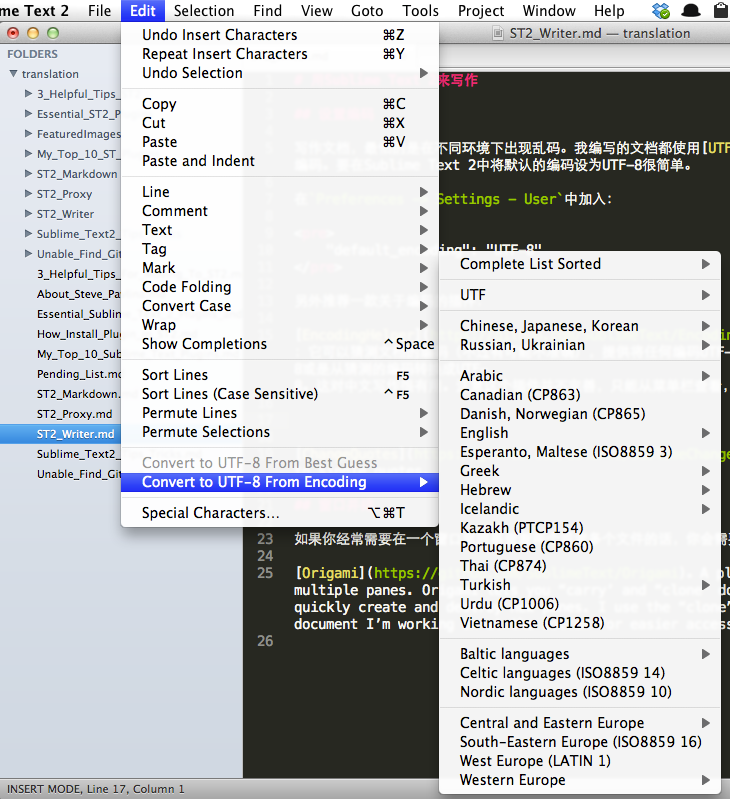 me Text 2 File Edit Selection Find View Goto Tools Project Window Help
ST2_Writer.md — translation
FOLDERS
translation
3_Helpful_Tips_
Essential_ST2_P
FeaturedImages
My_Top_10_ST_
ST2_Markdown
ST2_Proxy
ST2_Writer
Sublime_Text2_
Unable_Find_Git
3_Helpful_Tips_
About_Steve_Pa
Essential_Sublin
How_Install_Plug
My_Top_10_Sub
Pending_List.md
ST2_Markdown.
ST2_Proxy.md
ST2_Writer.md
Sublime_Text2_
Unable_Find_Git
Undo Insert Characters ⌘Z
Repeat Insert Characters ⌘Y
Undo Selection
Copy ⌘C
Cut ⌘X
Paste ⌘V
Paste and Indent
Line
Comment
Text
Tag
Mark
Code Folding
Convert Case
Wrap
Show Completions ^Space
Sort Lines F5
Sort Lines (Case Sensitive) ^F5
Permute Lines
Permute Selections
Convert to UTF-8 From Best Guess
Convert to UTF-8 From Encoding
Special Characters... ⌥⌘T
Complete List Sorted
UTF
Chinese, Japanese, Korean
Russian, Ukrainian
Arabic
Canadian (CP863)
Danish, Norwegian (CP865)
English
Esperanto, Maltese (ISO8859 3)
Greek
Hebrew
Icelandic
Kazakh (PTCP154)
Portuguese (CP860)
Thai (CP874)
Turkish
Urdu (CP1006)
Vietnamese (CP1258)
Baltic languages
Celtic languages (ISO8859 14)
Nordic languages (ISO8859 10)
Central and Eastern Europe
South-Eastern Europe (ISO8859 16)
West Europe (LATIN 1)
Western Europe
来写作
不同环境下出现乱码。我编写的文档都使用[UTF
Text 2中将默认的编码设为UTF-8很简单。
Settings - User`中加入:
"UTF-8"
23 如果你经常需要在一个窗
24
25 [Origami](https://
multiple panes. Or
quickly create and
document I'm working
26
INSERT MODE, Line 17, Column 1